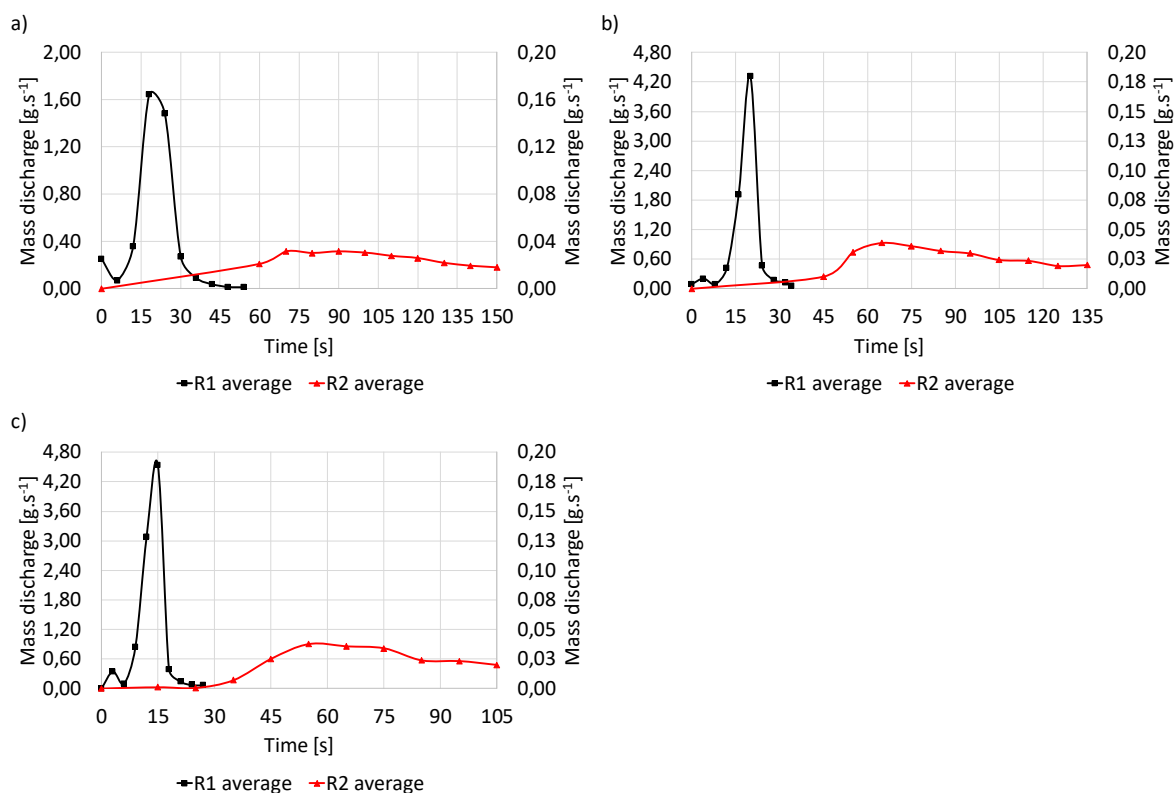 a)
Mass discharge [g.s-1]
2,00
1,60
1,20
0,80
0,40
0,00
0,20
0,16
0,12
0,08
0,04
0,00
Mass discharge [g.s-1]
0 15 30 45 60 75 90 105 120 135 150
Time [s]
R1 average R2 average
b)
Mass discharge [g.s-1]
4,80
4,20
3,60
3,00
2,40
1,80
1,20
0,60
0,00
0,20
0,18
0,15
0,13
0,10
0,08
0,05
0,03
0,00
Mass discharge [g.s-1]
0 15 30 45 60 75 90 105 120 135
Time [s]
R1 average R2 average
c)
Mass discharge [g.s-1]
4,80
4,20
3,60
3,00
2,40
1,80
1,20
0,60
0,00
0,20
0,18
0,15
0,13
0,10
0,08
0,05
0,03
0,00
Mass discharge [g.s-1]
0 15 30 45 60 75 90 105
Time [s]
R1 average R2 average